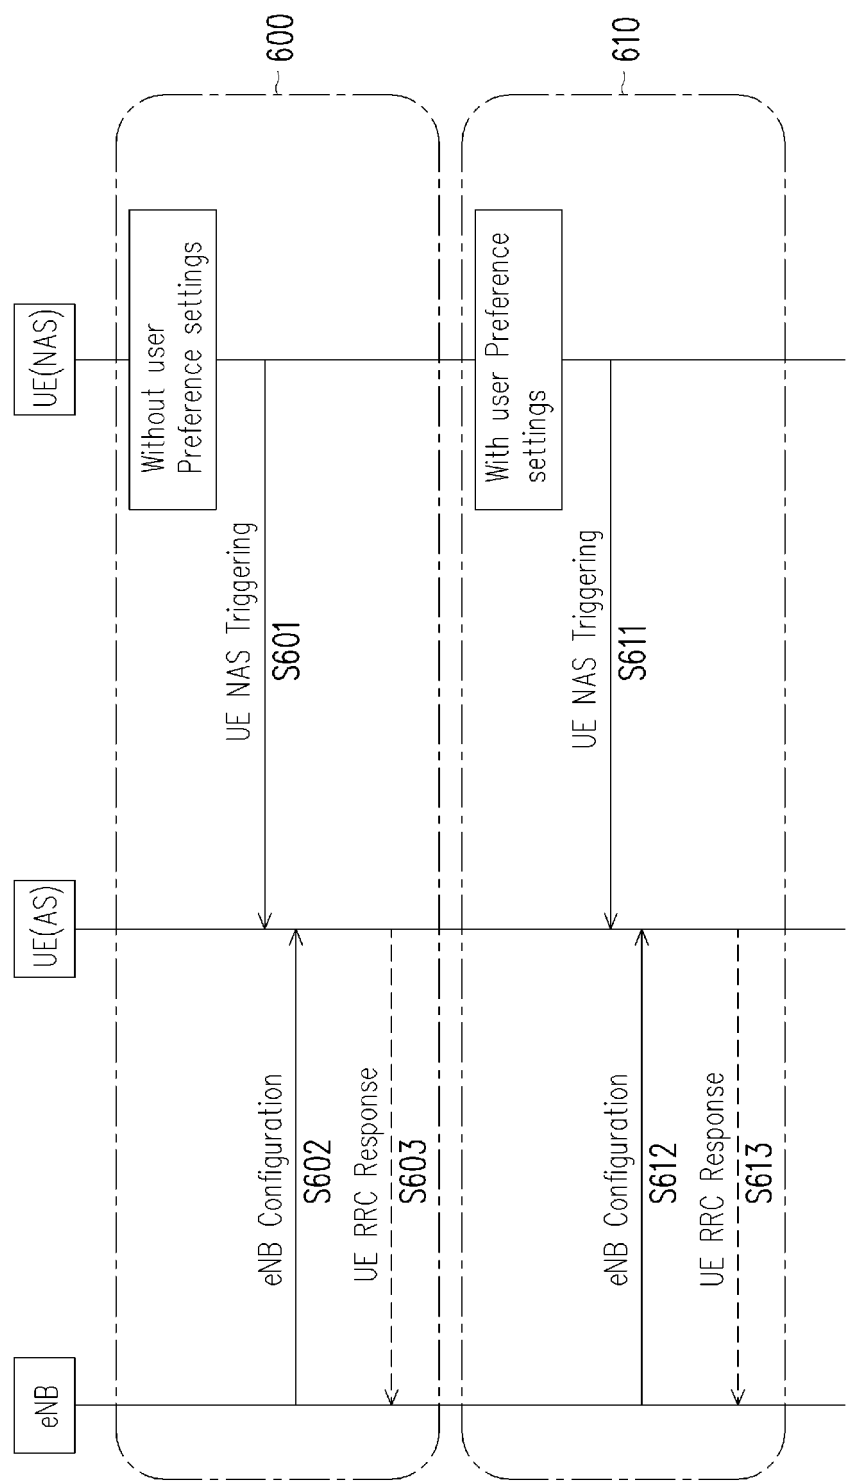 eNB
UE(AS)
UE(NAS)
600
Without user
Preference settings
UE NAS Triggering
S601
eNB Configuration
S602
UE RRC Response
S603
610
With user Preference
settings
UE NAS Triggering
S611
eNB Configuration
S612
UE RRC Response
S613